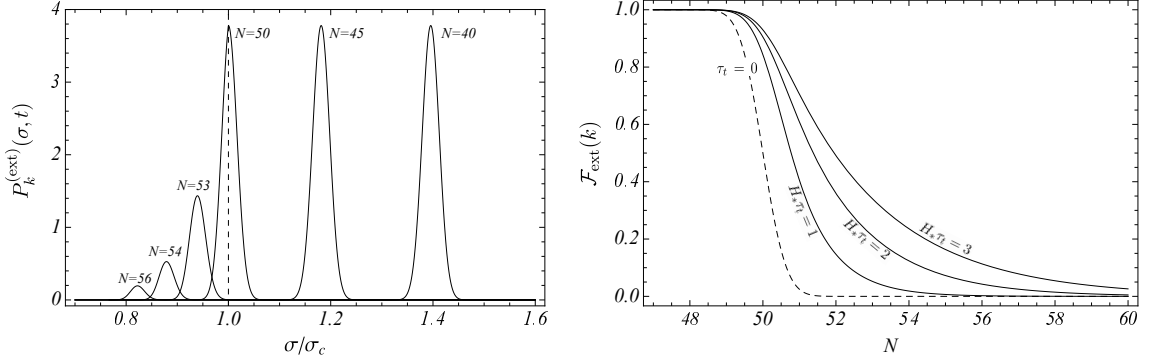 4
3
2
1
0
P_k^(ext)(σ, t)
N=56
N=54
N=53
N=50
N=45
N=40
0.8
1.0
1.2
1.4
1.6
σ/σ_c
1.0
0.8
0.6
0.4
0.2
0.0
F_ext(k)
τ_t = 0
H_*τ_t = 1
H_*τ_t = 2
H_*τ_t = 3
48
50
52
54
56
58
60
N